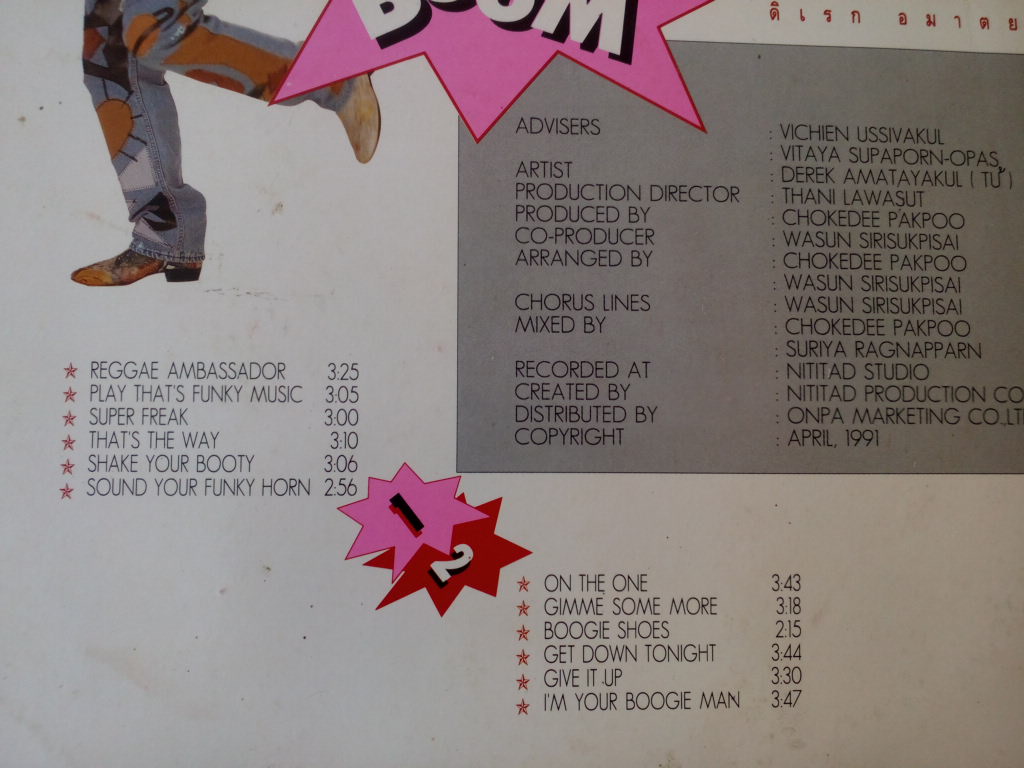 BOOM
ดิเรก อมาตย
ADVISERS : VICHIEN USSIVAKUL
: VITAYA SUPAPORN-OPAS
ARTIST : DEREK AMATAYAKUL ( ตู้ )
PRODUCTION DIRECTOR : THANI LAWASUT
PRODUCED BY : CHOKEDEE PAKPOO
CO-PRODUCER : WASUN SIRISUKPISAI
ARRANGED BY : CHOKEDEE PAKPOO
: WASUN SIRISUKPISAI
CHORUS LINES : WASUN SIRISUKPISAI
MIXED BY : CHOKEDEE PAKPOO
: SURIYA RAGNAPPARN
RECORDED AT : NITITAD STUDIO
CREATED BY : NITITAD PRODUCTION CO
DISTRIBUTED BY : ONPA MARKETING CO.,LT
COPYRIGHT : APRIL, 1991
REGGAE AMBASSADOR 3:25
PLAY THAT'S FUNKY MUSIC 3:05
SUPER FREAK 3:00
THAT'S THE WAY 3:10
SHAKE YOUR BOOTY 3:06
SOUND YOUR FUNKY HORN 2:56
1
2
ON THE ONE 3:43
GIMME SOME MORE 3:18
BOOGIE SHOES 2:15
GET DOWN TONIGHT 3:44
GIVE IT UP 3:30
I'M YOUR BOOGIE MAN 3:47